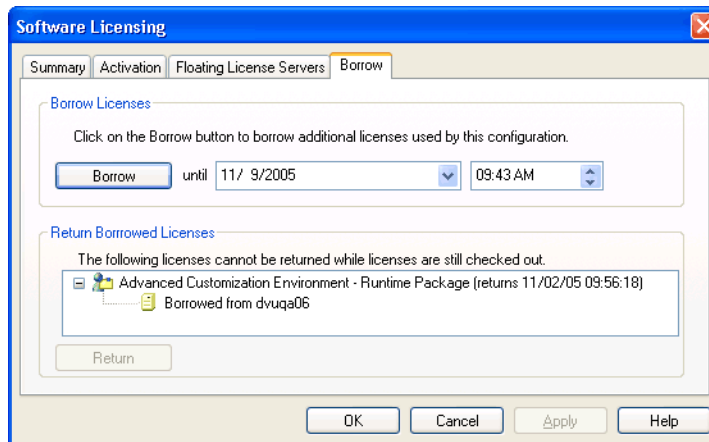 Software Licensing
Summary Activation Floating License Servers Borrow
Borrow Licenses
Click on the Borrow button to borrow additional licenses used by this configuration.
Borrow until 11/ 9/2005 09:43 AM
Return Borrrowed Licenses
The following licenses cannot be returned while licenses are still checked out.
Advanced Customization Environment - Runtime Package (returns 11/02/05 09:56:18)
Borrowed from dvuqa06
Return
OK Cancel Apply Help